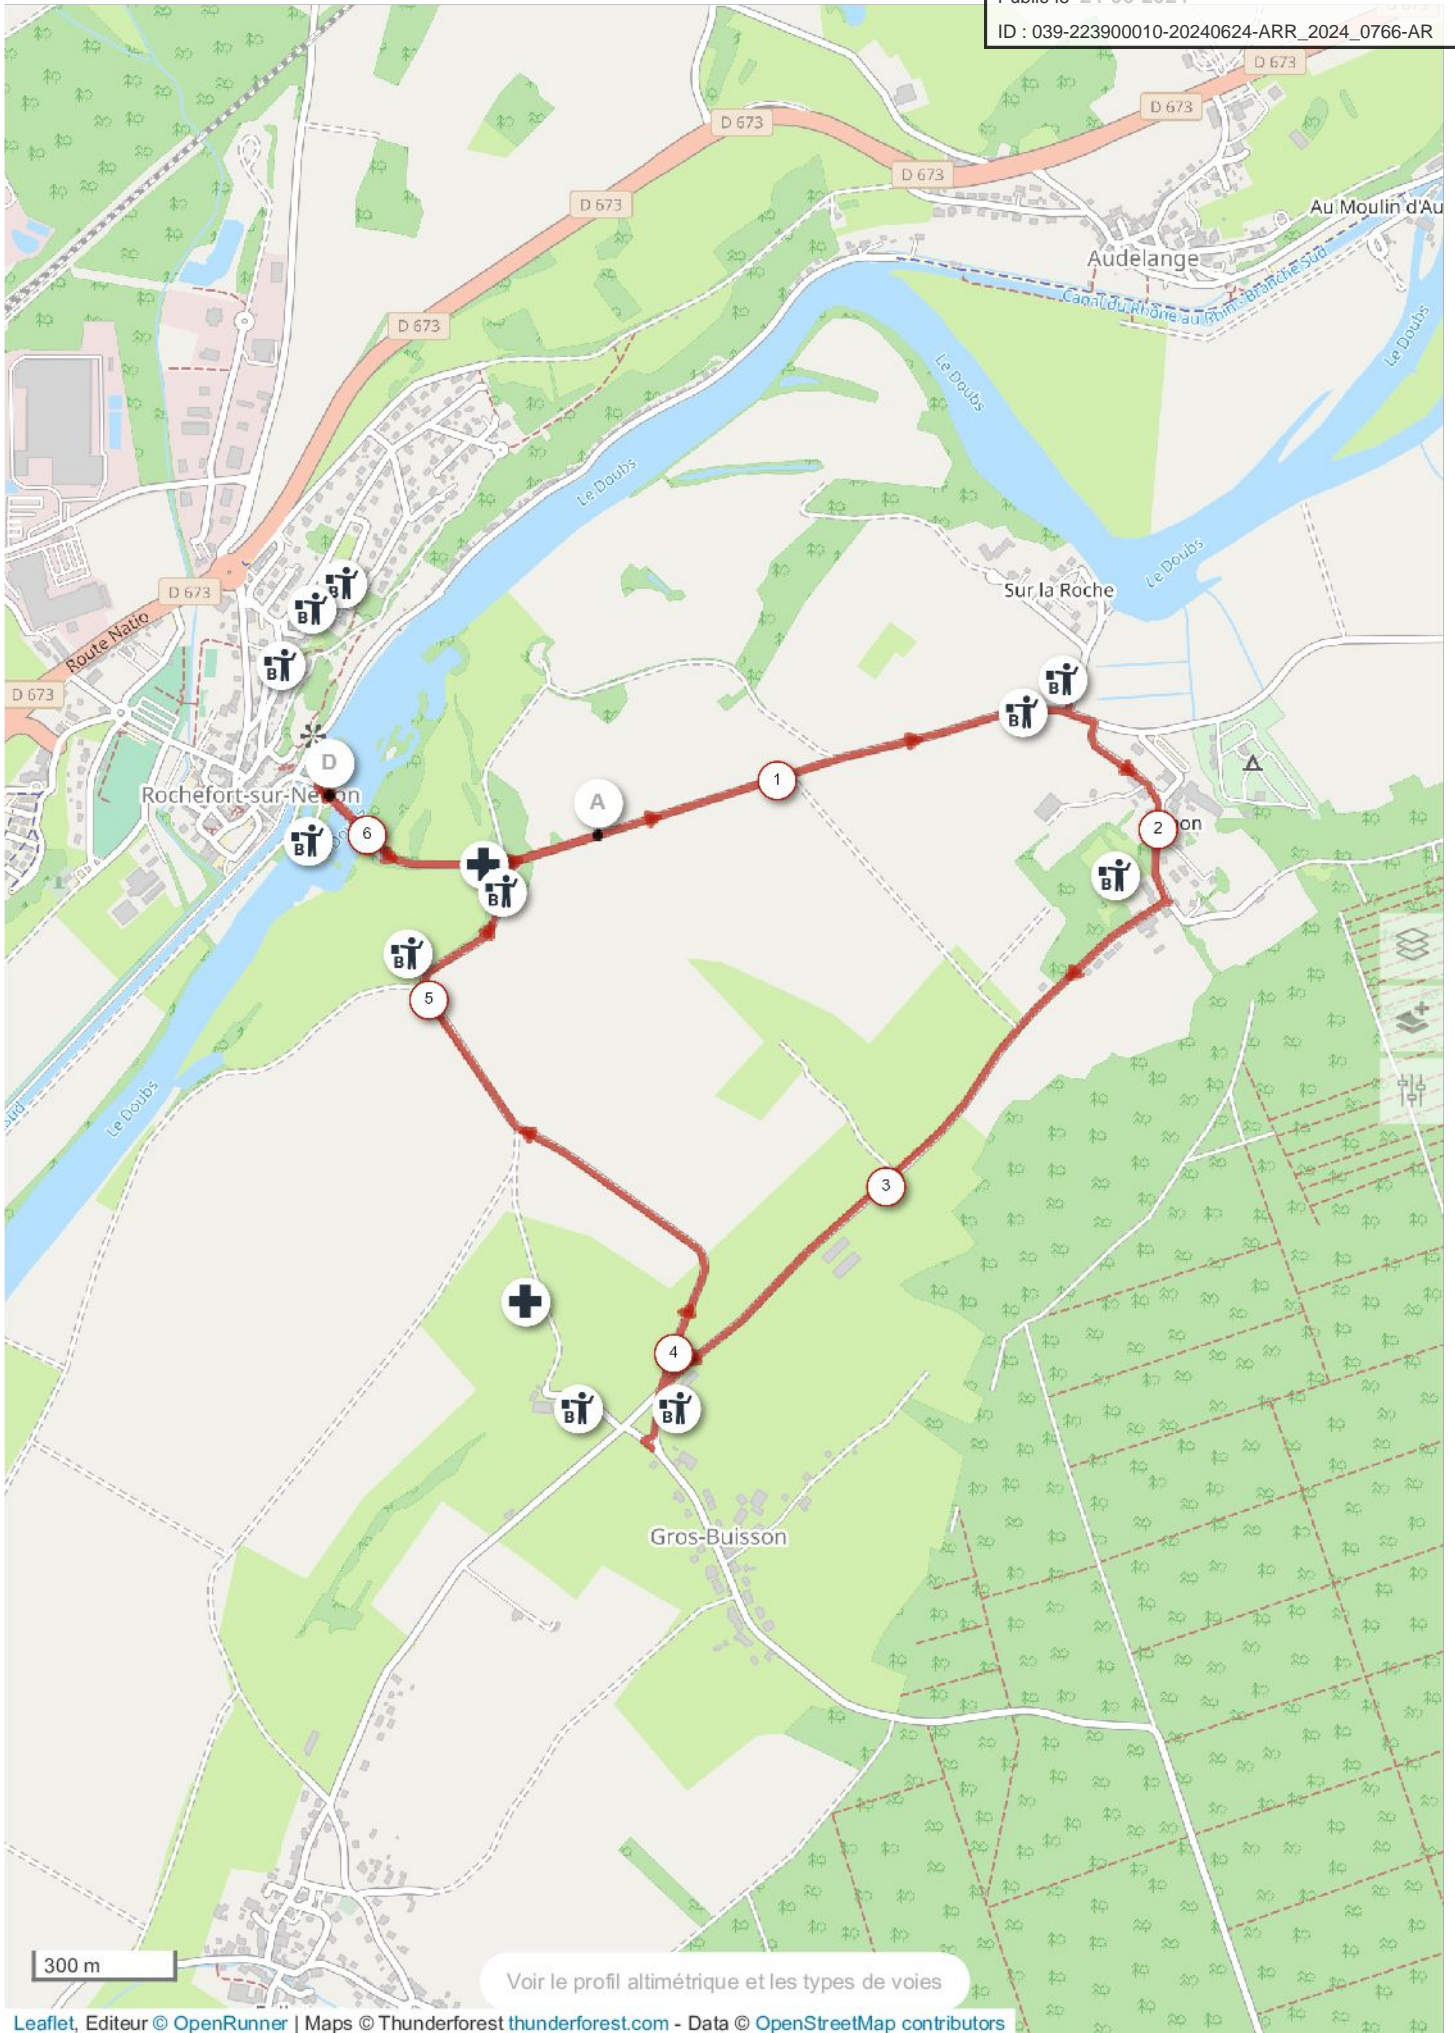 ID : 039-223900010-20240624-ARR_2024_0766-AR
D 673
D 673
D 673
D 673
D 673
Au Moulin d'Au
Audelange
Canal du Rhône au Rhin - Branche Sud
D 673
Le Doubs
Le Doubs
Le Doubs
Le Doubs
D 673
Sur la Roche
B
B
Route Natio
B
D 673
B
B
D
Rochefort-sur-Nenon
A
1
6
2
on
B
B
B
B
5
Sud
Le Doubs
3
4
B
B
Gros-Buisson
300 m
Voir le profil altimétrique et les types de voies
Leaflet, Editeur © OpenRunner | Maps © Thunderforest thunderforest.com - Data © OpenStreetMap contributors